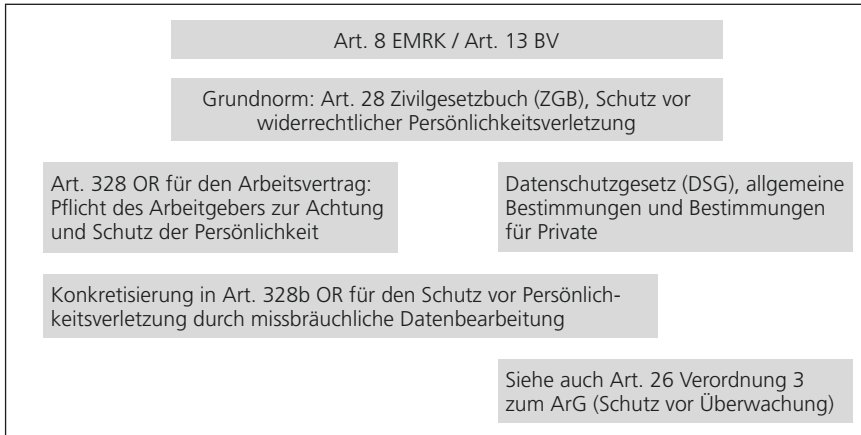 Art. 8 EMRK / Art. 13 BV
Grundnorm: Art. 28 Zivilgesetzbuch (ZGB), Schutz vor
widerrechtlicher Persönlichkeitsverletzung
Art. 328 OR für den Arbeitsvertrag:
Pflicht des Arbeitgebers zur Achtung
und Schutz der Persönlichkeit
Datenschutzgesetz (DSG), allgemeine
Bestimmungen und Bestimmungen
für Private
Konkretisierung in Art. 328b OR für den Schutz vor Persönlich-
keitsverletzung durch missbräuchliche Datenbearbeitung
Siehe auch Art. 26 Verordnung 3
zum ArG (Schutz vor Überwachung)